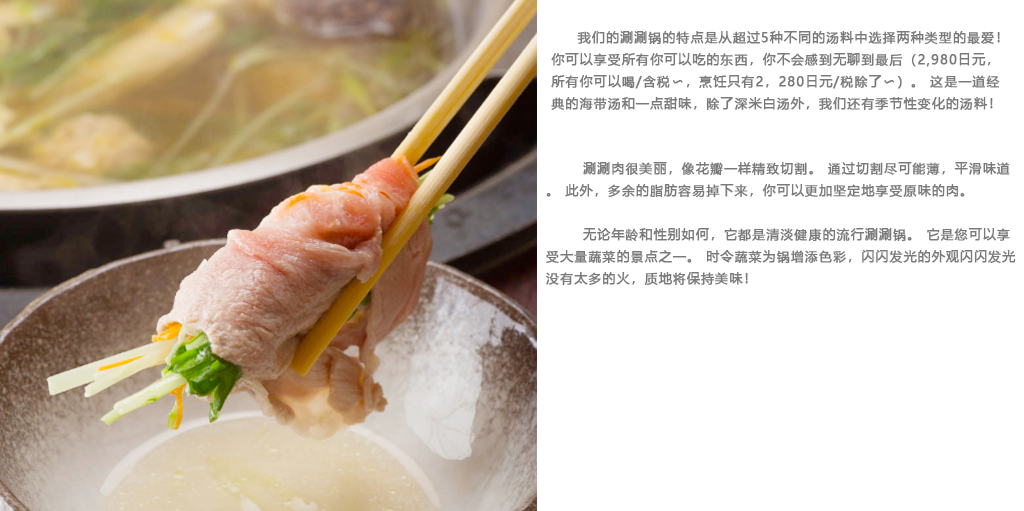 我们的涮涮锅的特点是从超过5种不同的汤料中选择两种类型的最爱！
你可以享受所有你可以吃的东西，你不会感到无聊到最后（2,980日元，
所有你可以喝/含税〜，烹饪只有2，280日元/税除了〜）。 这是一道经
典的海带汤和一点甜味，除了深米白汤外，我们还有季节性变化的汤料！
涮涮肉很美丽，像花瓣一样精致切割。 通过切割尽可能薄，平滑味道
。 此外，多余的脂肪容易掉下来，你可以更加坚定地享受原味的肉。
无论年龄和性别如何，它都是清淡健康的流行涮涮锅。 它是您可以享
受大量蔬菜的景点之一。 时令蔬菜为锅增添色彩，闪闪发光的外观闪闪发光
没有太多的火，质地将保持美味！